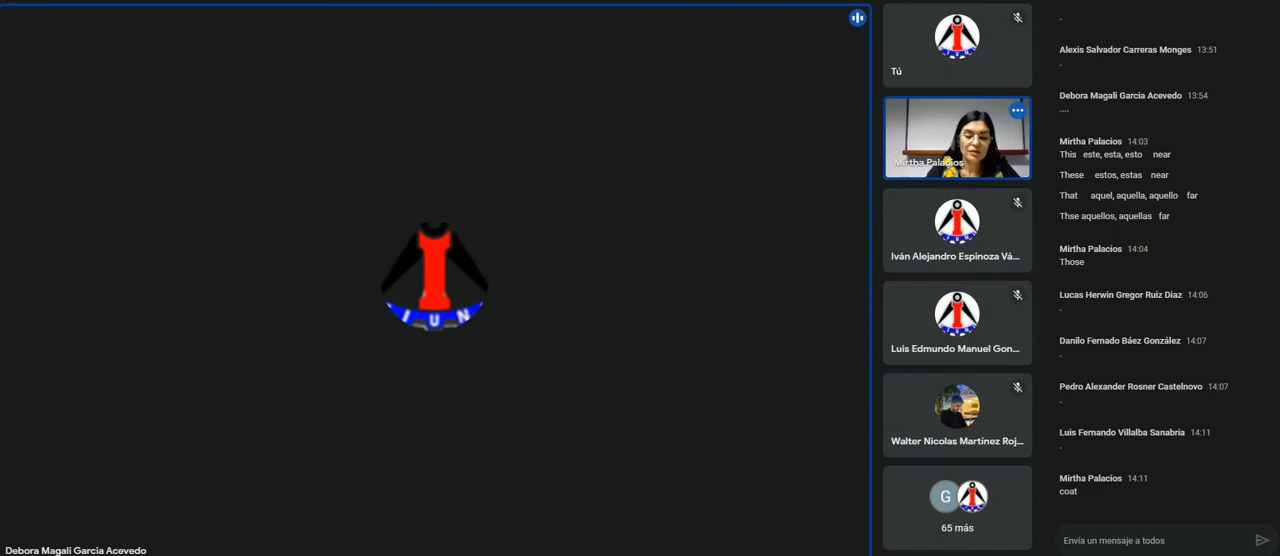 I U N
Debora Magali Garcia Acevedo
Tú
Mirtha Palacios
Iván Alejandro Espinoza Vá...
Luis Edmundo Manuel Gon...
Walter Nicolas Martínez Roj...
G
65 más
.
Alexis Salvador Carreras Monges 13:51
.
Debora Magali Garcia Acevedo 13:54
....
Mirtha Palacios 14:03
This este, esta, esto near
These estos, estas near
That aquel, aquella, aquello far
Thse aquellos, aquellas far
Mirtha Palacios 14:04
Those
Lucas Herwin Gregor Ruiz Diaz 14:06
.
Danilo Fernado Báez González 14:07
.
Pedro Alexander Rosner Castelnovo 14:07
.
Luis Fernando Villalba Sanabria 14:11
.
Mirtha Palacios 14:11
coat
Envía un mensaje a todos